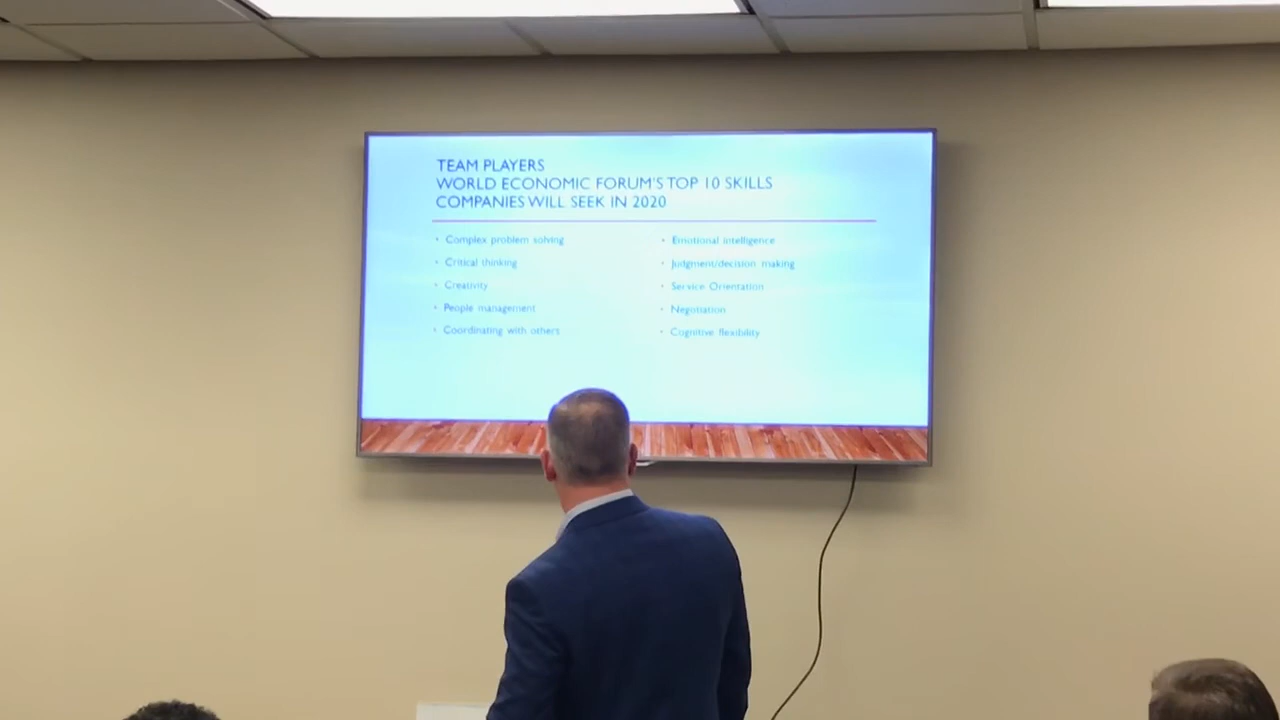 TEAM PLAYERS
WORLD ECONOMIC FORUM'S TOP 10 SKILLS
COMPANIES WILL SEEK IN 2020
• Complex problem solving
• Critical thinking
• Creativity
• People management
• Coordinating with others
• Emotional intelligence
• Judgment/decision making
• Service Orientation
• Negotiation
• Cognitive flexibility